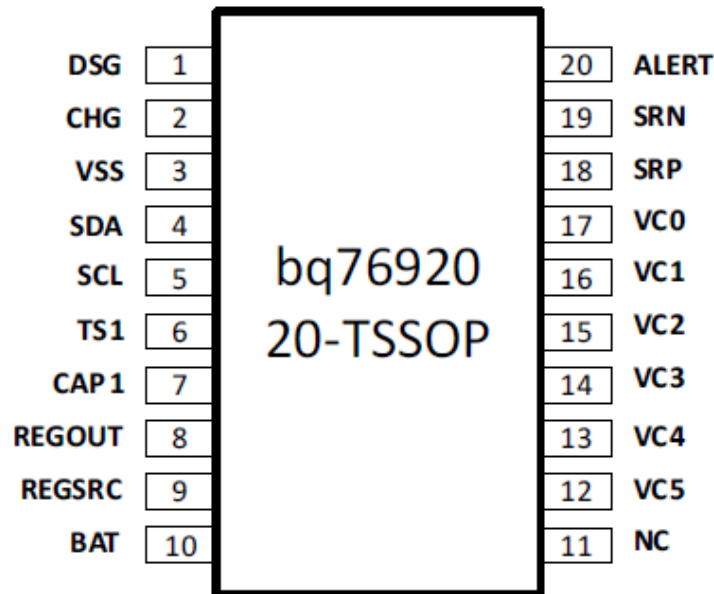 DSG 1 20 ALERT
CHG 2 19 SRN
VSS 3 18 SRP
SDA 4 17 VC0
SCL 5 16 VC1
TS1 6 15 VC2
CAP1 7 14 VC3
REGOUT 8 13 VC4
REGSRC 9 12 VC5
BAT 10 11 NC
bq76920
20-TSSOP